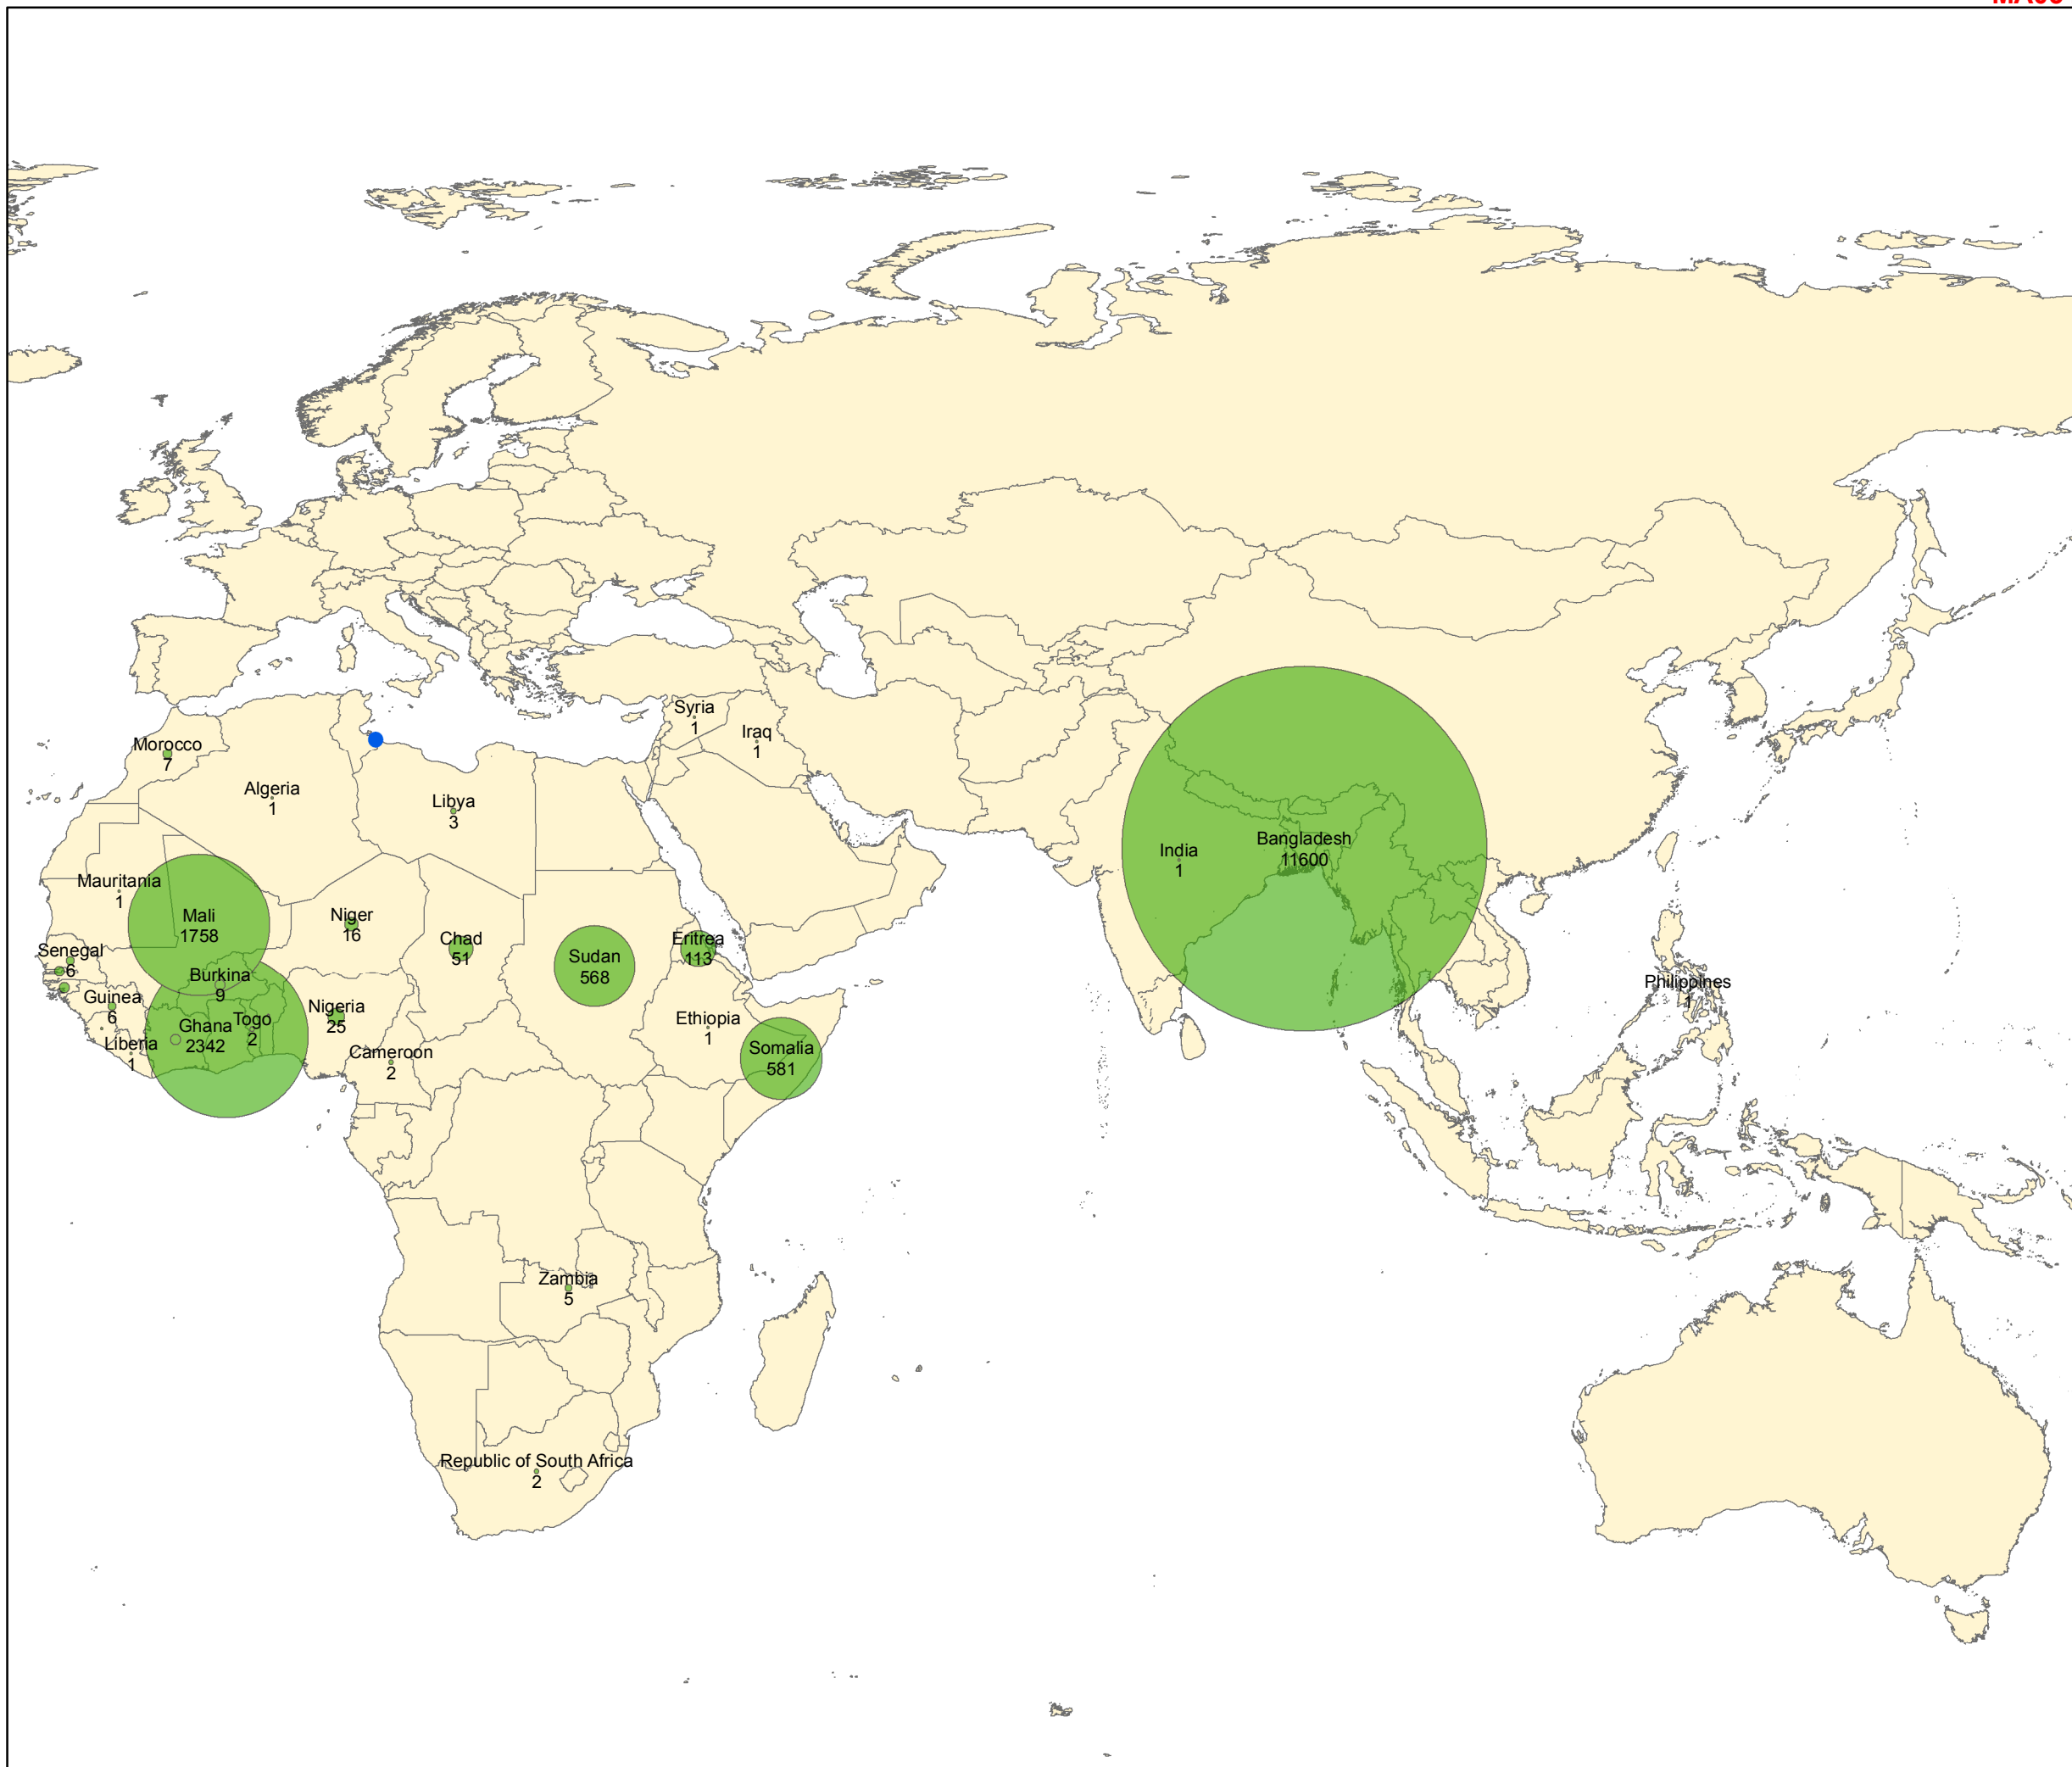 Syria
1
Iraq
1
Morocco
7
Algeria
1
Libya
3
Bangladesh
11600
India
1
Mauritania
1
Mali
1758
Niger
16
Chad
51
Sudan
568
Eritrea
113
Senegal
6
Burkina
9
Philippines
1
Guinea
6
Nigeria
25
Ghana
2342
Togo
2
Ethiopia
1
Liberia
1
Cameroon
2
Somalia
581
Zambia
5
Republic of South Africa
2